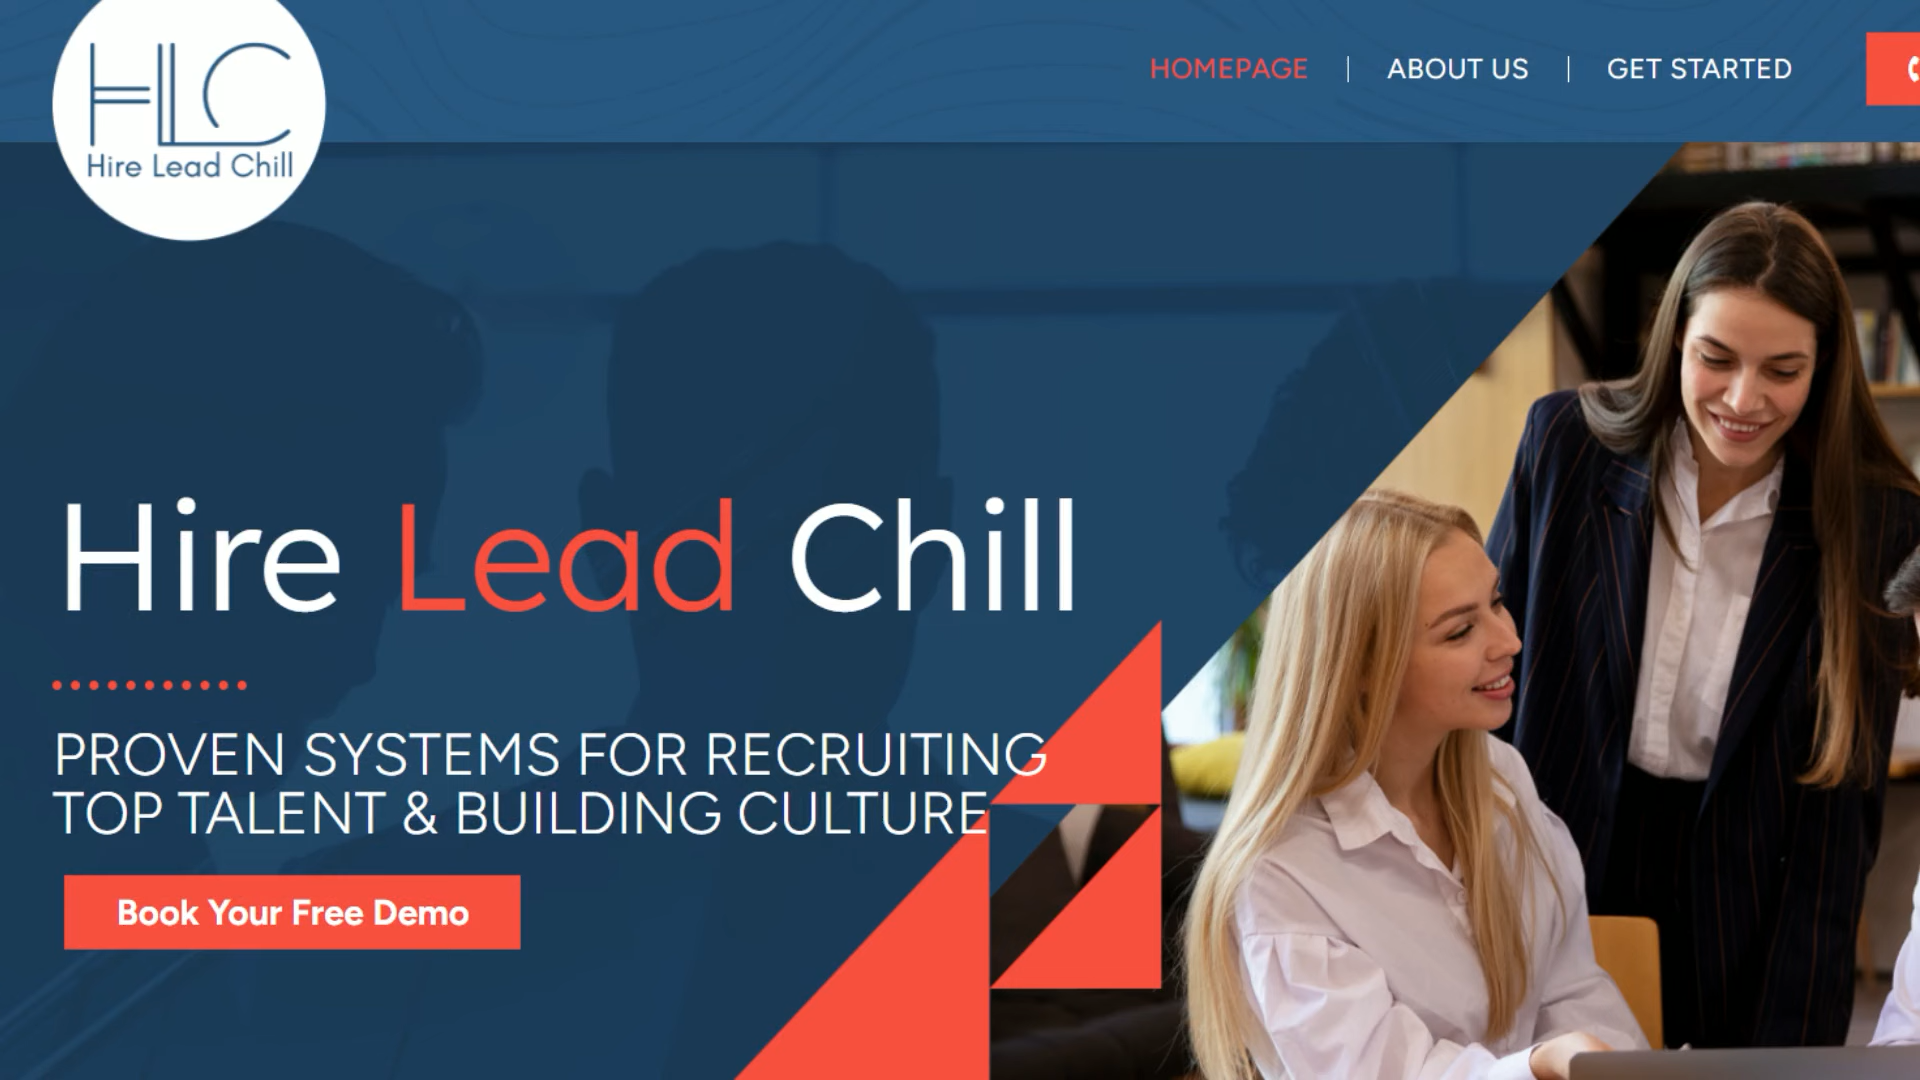 HLC
Hire Lead Chill
HOMEPAGE
ABOUT US
GET STARTED
Hire Lead Chill
PROVEN SYSTEMS FOR RECRUITING
TOP TALENT & BUILDING CULTURE
Book Your Free Demo